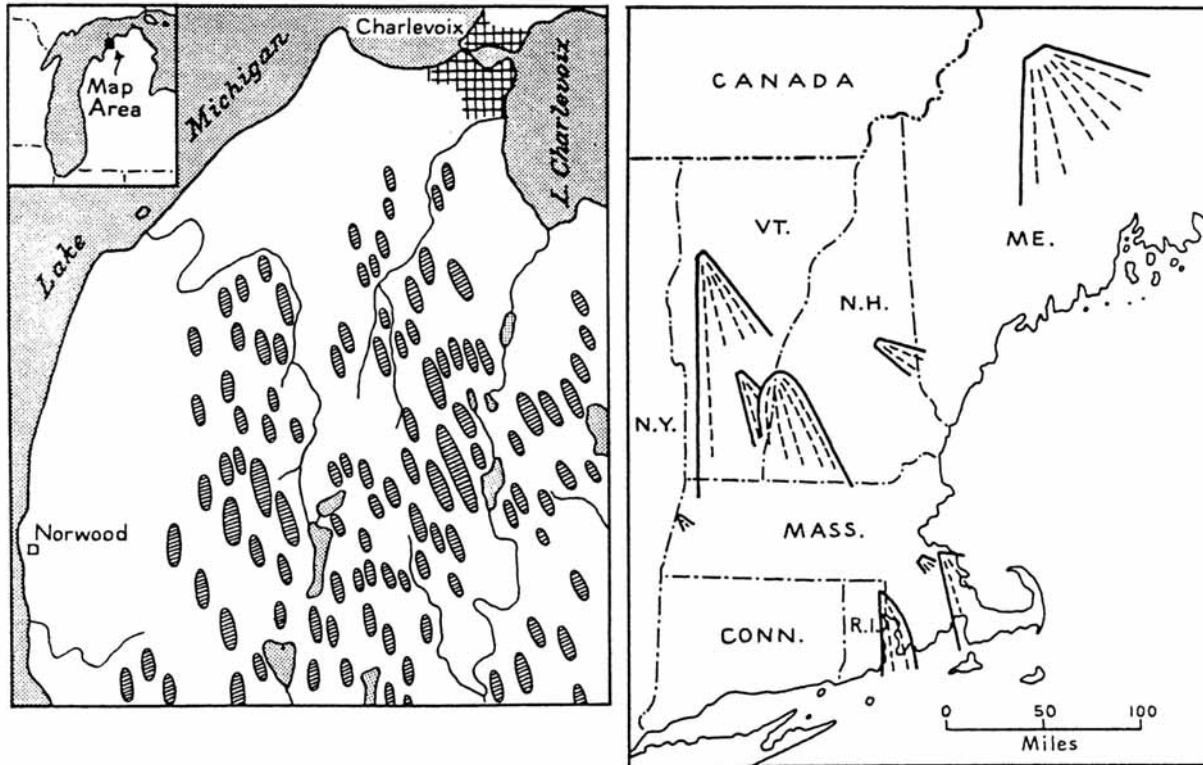 Map
Area
Lake
Michigan
Charlevoix
L. Charlevoix
Norwood
CANADA
VT.
ME.
N.H.
N.Y.
MASS.
CONN.
R.I.
0 50 100
Miles